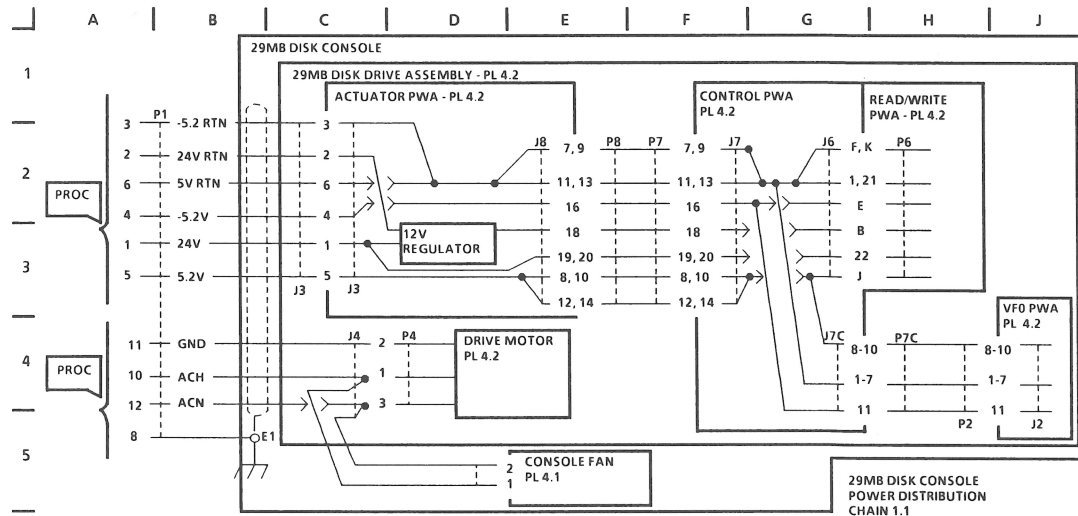 A B C D E F G H J
29MB DISK CONSOLE
1
29MB DISK DRIVE ASSEMBLY - PL 4.2
ACTUATOR PWA - PL 4.2
CONTROL PWA
PL 4.2
READ/WRITE
PWA - PL 4.2
P1
3 -5.2 RTN 3
J8 7, 9 P8 P7 7, 9 J7 J6 F, K P6
2
2 24V RTN 2
PROC
6 5V RTN 6 11, 13 11, 13 1, 21
16 16 E
4 -5.2V 4
12V
REGULATOR
18 18 B
3
1 24V 1
19, 20 19, 20 22
5 5.2V 5 8, 10 8, 10 J
J3 J3
12, 14 12, 14
VF0 PWA
PL 4.2
4
11 GND J4 2 P4
DRIVE MOTOR
PL 4.2
J7C 8-10 P7C 8-10
PROC
10 ACH 1
1-7 1-7
12 ACN 3
11 11
P2 J2
8 E1
5
2 CONSOLE FAN
1 PL 4.1
29MB DISK CONSOLE
POWER DISTRIBUTION
CHAIN 1.1